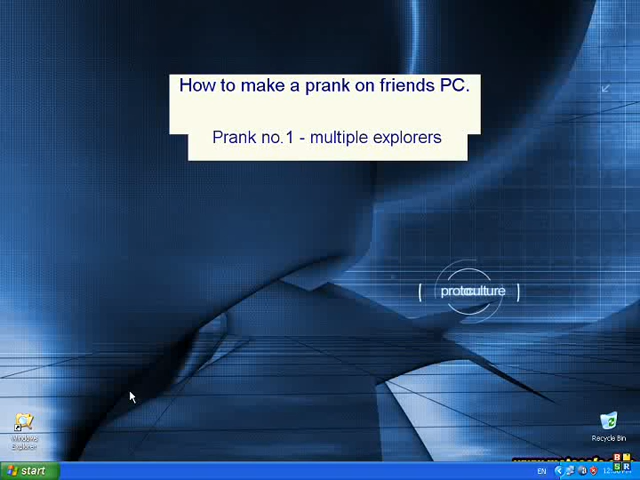 How to make a prank on friends PC.
Prank no.1 - multiple explorers
protoculture
Windows
Explorer
Recycle Bin
start
EN